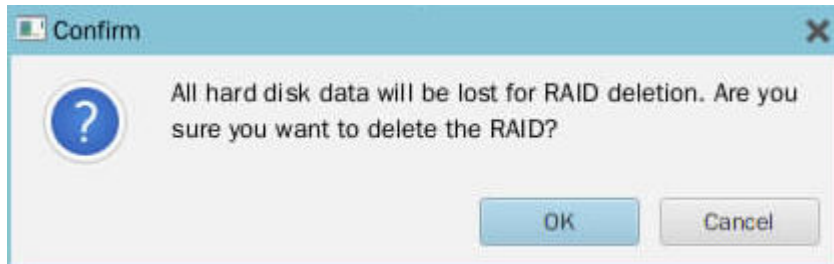 Confirm
All hard disk data will be lost for RAID deletion. Are you
sure you want to delete the RAID?
OK
Cancel